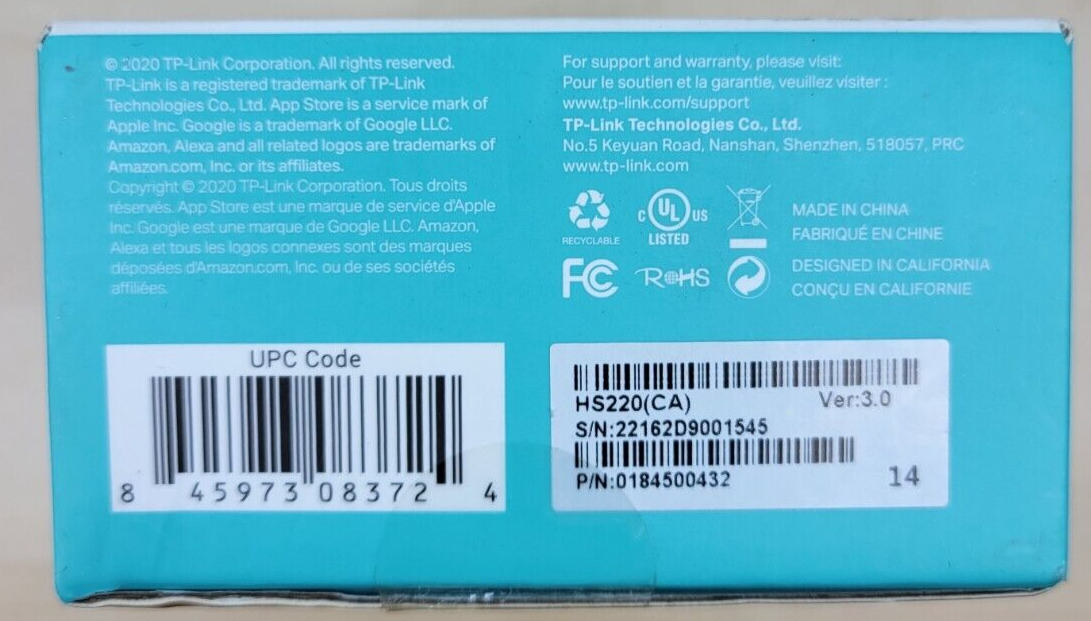 © 2020 TP-Link Corporation. All rights reserved.
TP-Link is a registered trademark of TP-Link
Technologies Co., Ltd. App Store is a service mark of
Apple Inc. Google is a trademark of Google LLC.
Amazon, Alexa and all related logos are trademarks of
Amazon.com, Inc. or its affiliates.
Copyright © 2020 TP-Link Corporation. Tous droits
réservés. App Store est une marque de service d'Apple
Inc. Google est une marque de Google LLC. Amazon,
Alexa et tous les logos connexes sont des marques
déposées d'Amazon.com, Inc. ou de ses sociétés
affiliées.
For support and warranty, please visit:
Pour le soutien et la garantie, veuillez visiter :
www.tp-link.com/support
TP-Link Technologies Co., Ltd.
No.5 Keyuan Road, Nanshan, Shenzhen, 518057, PRC
www.tp-link.com
RECYCLABLE
C UL US
LISTED
FC
RoHS
MADE IN CHINA
FABRIQUÉ EN CHINE
DESIGNED IN CALIFORNIA
CONÇU EN CALIFORNIE
UPC Code
8 45973 08372 4
HS220(CA) Ver:3.0
S/N:22162D9001545
P/N:0184500432 14